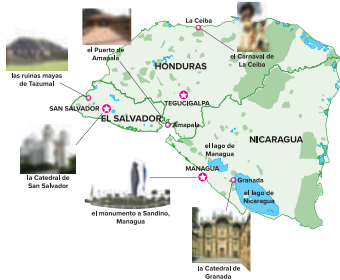 La Ceiba
el Puerto de
Amapala
el Carnaval de
La Ceiba
las ruinas mayas
de Tazumal
HONDURAS
TEGUCIGALPA
SAN SALVADOR
EL SALVADOR
Amapala
NICARAGUA
la Catedral de
San Salvador
el lago de
Managua
MANAGUA
Granada
el lago de
Nicaragua
el monumento a Sandino,
Managua
la Catedral de
Granada